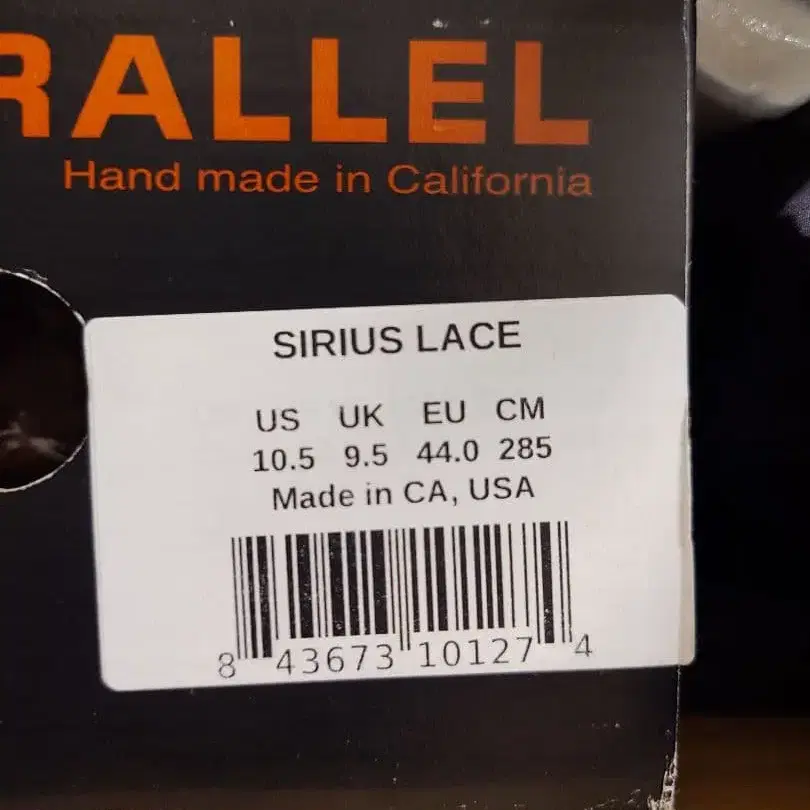 RALLEL
Hand made in California
SIRIUS LACE
US UK EU CM
10.5 9.5 44.0 285
Made in CA, USA
8 43673 10127 4